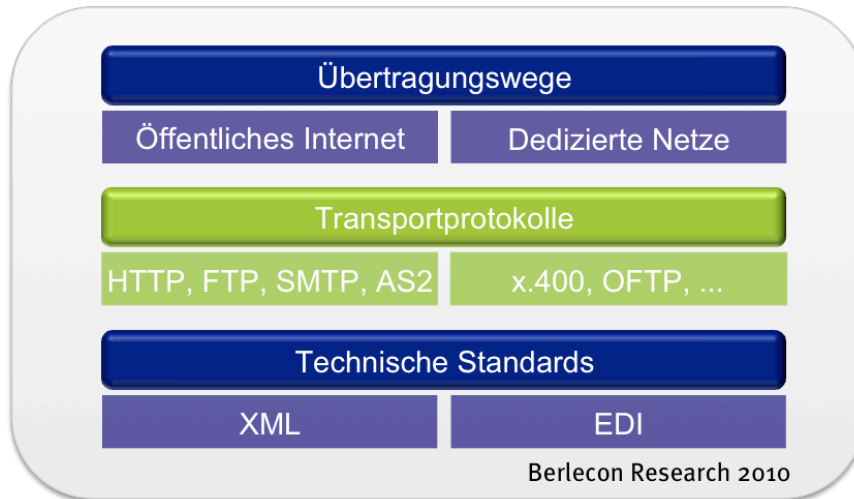 Übertragungswege
Öffentliches Internet
Dedizierte Netze
Transportprotokolle
HTTP, FTP, SMTP, AS2
x.400, OFTP, ...
Technische Standards
XML
EDI
Berlecon Research 2010